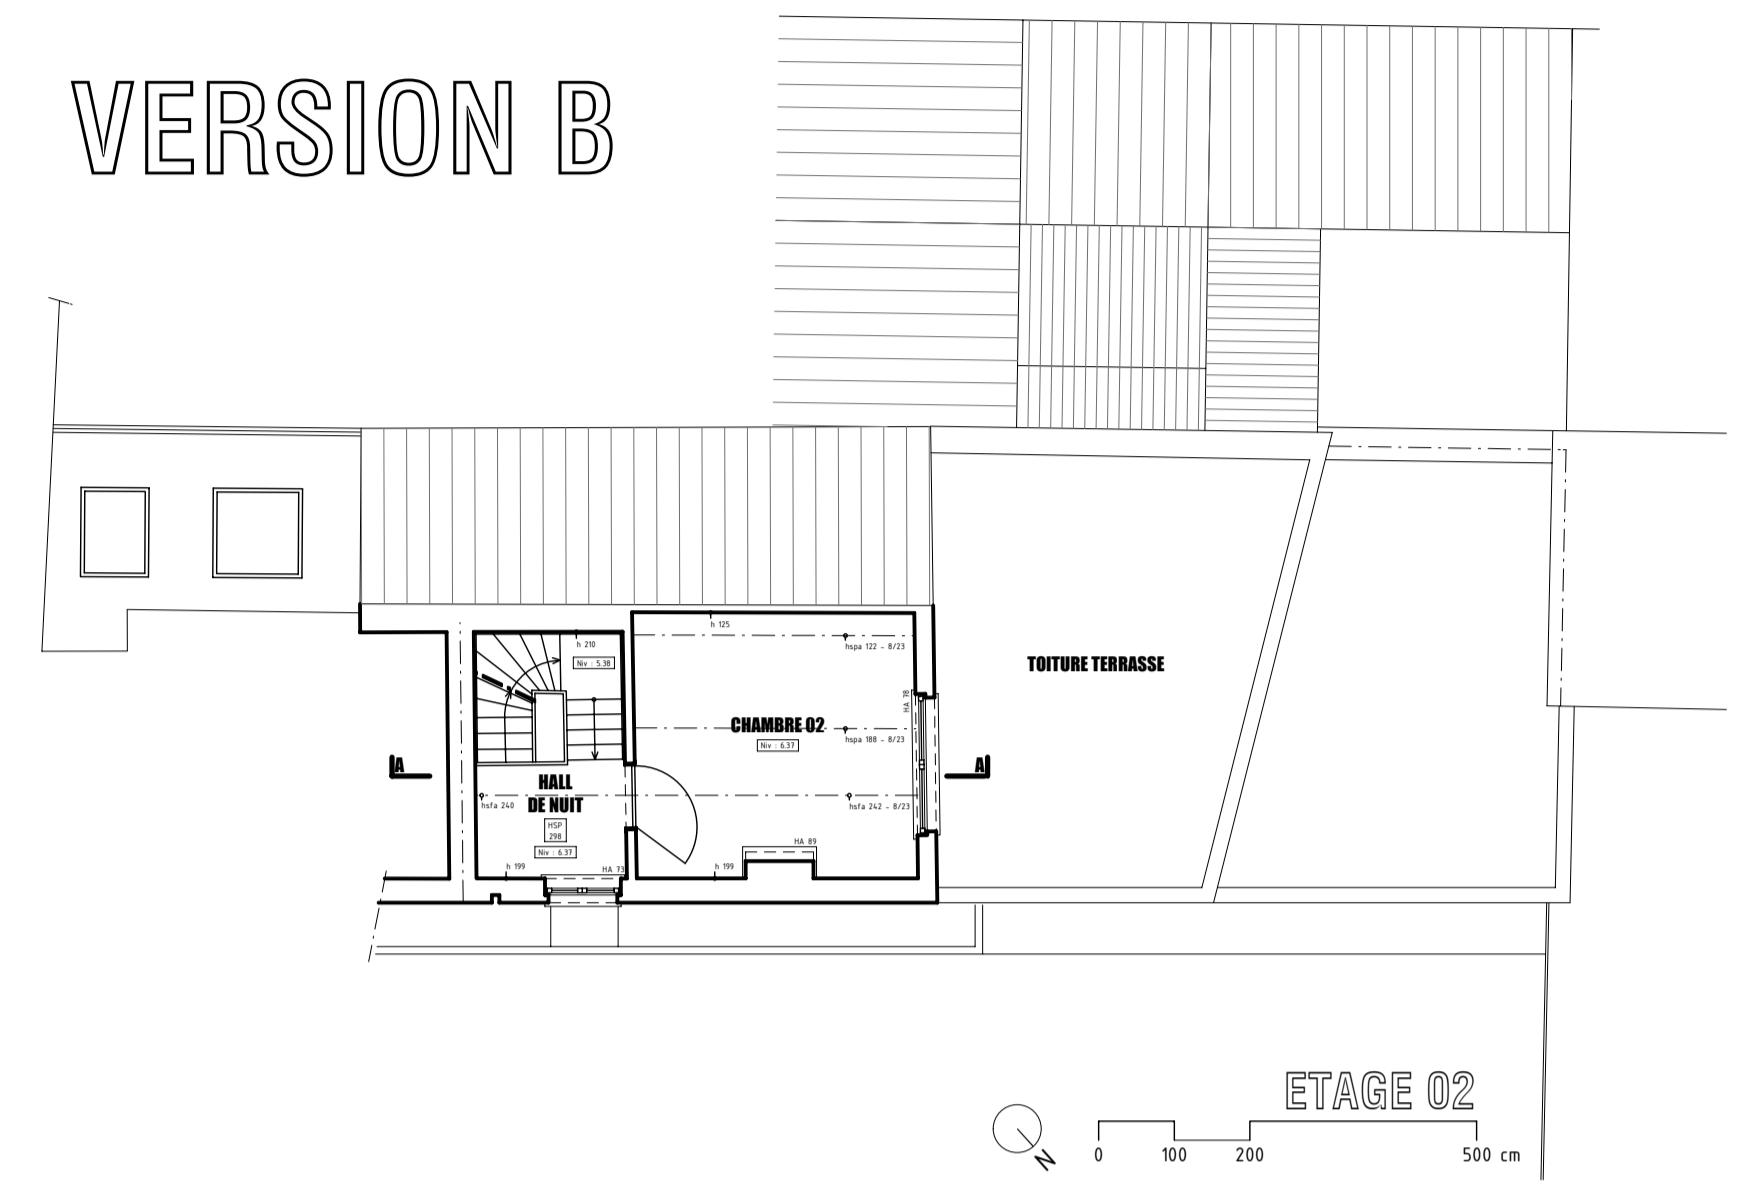 VERSION B
h 125
h 210
hspa 122 - 8/23
Niv : 5.38
TOITURE TERRASSE
HA 78
CHAMBRE 02
hspa 188 - 8/23
Niv : 6.37
A
A
HALL
DE NUIT
hsfa 240
hsfa 242 - 8/23
HSP
298
HA 89
Niv : 6.37
h 199
HA 73
h 199
ETAGE 02
N
0 100 200 500 cm